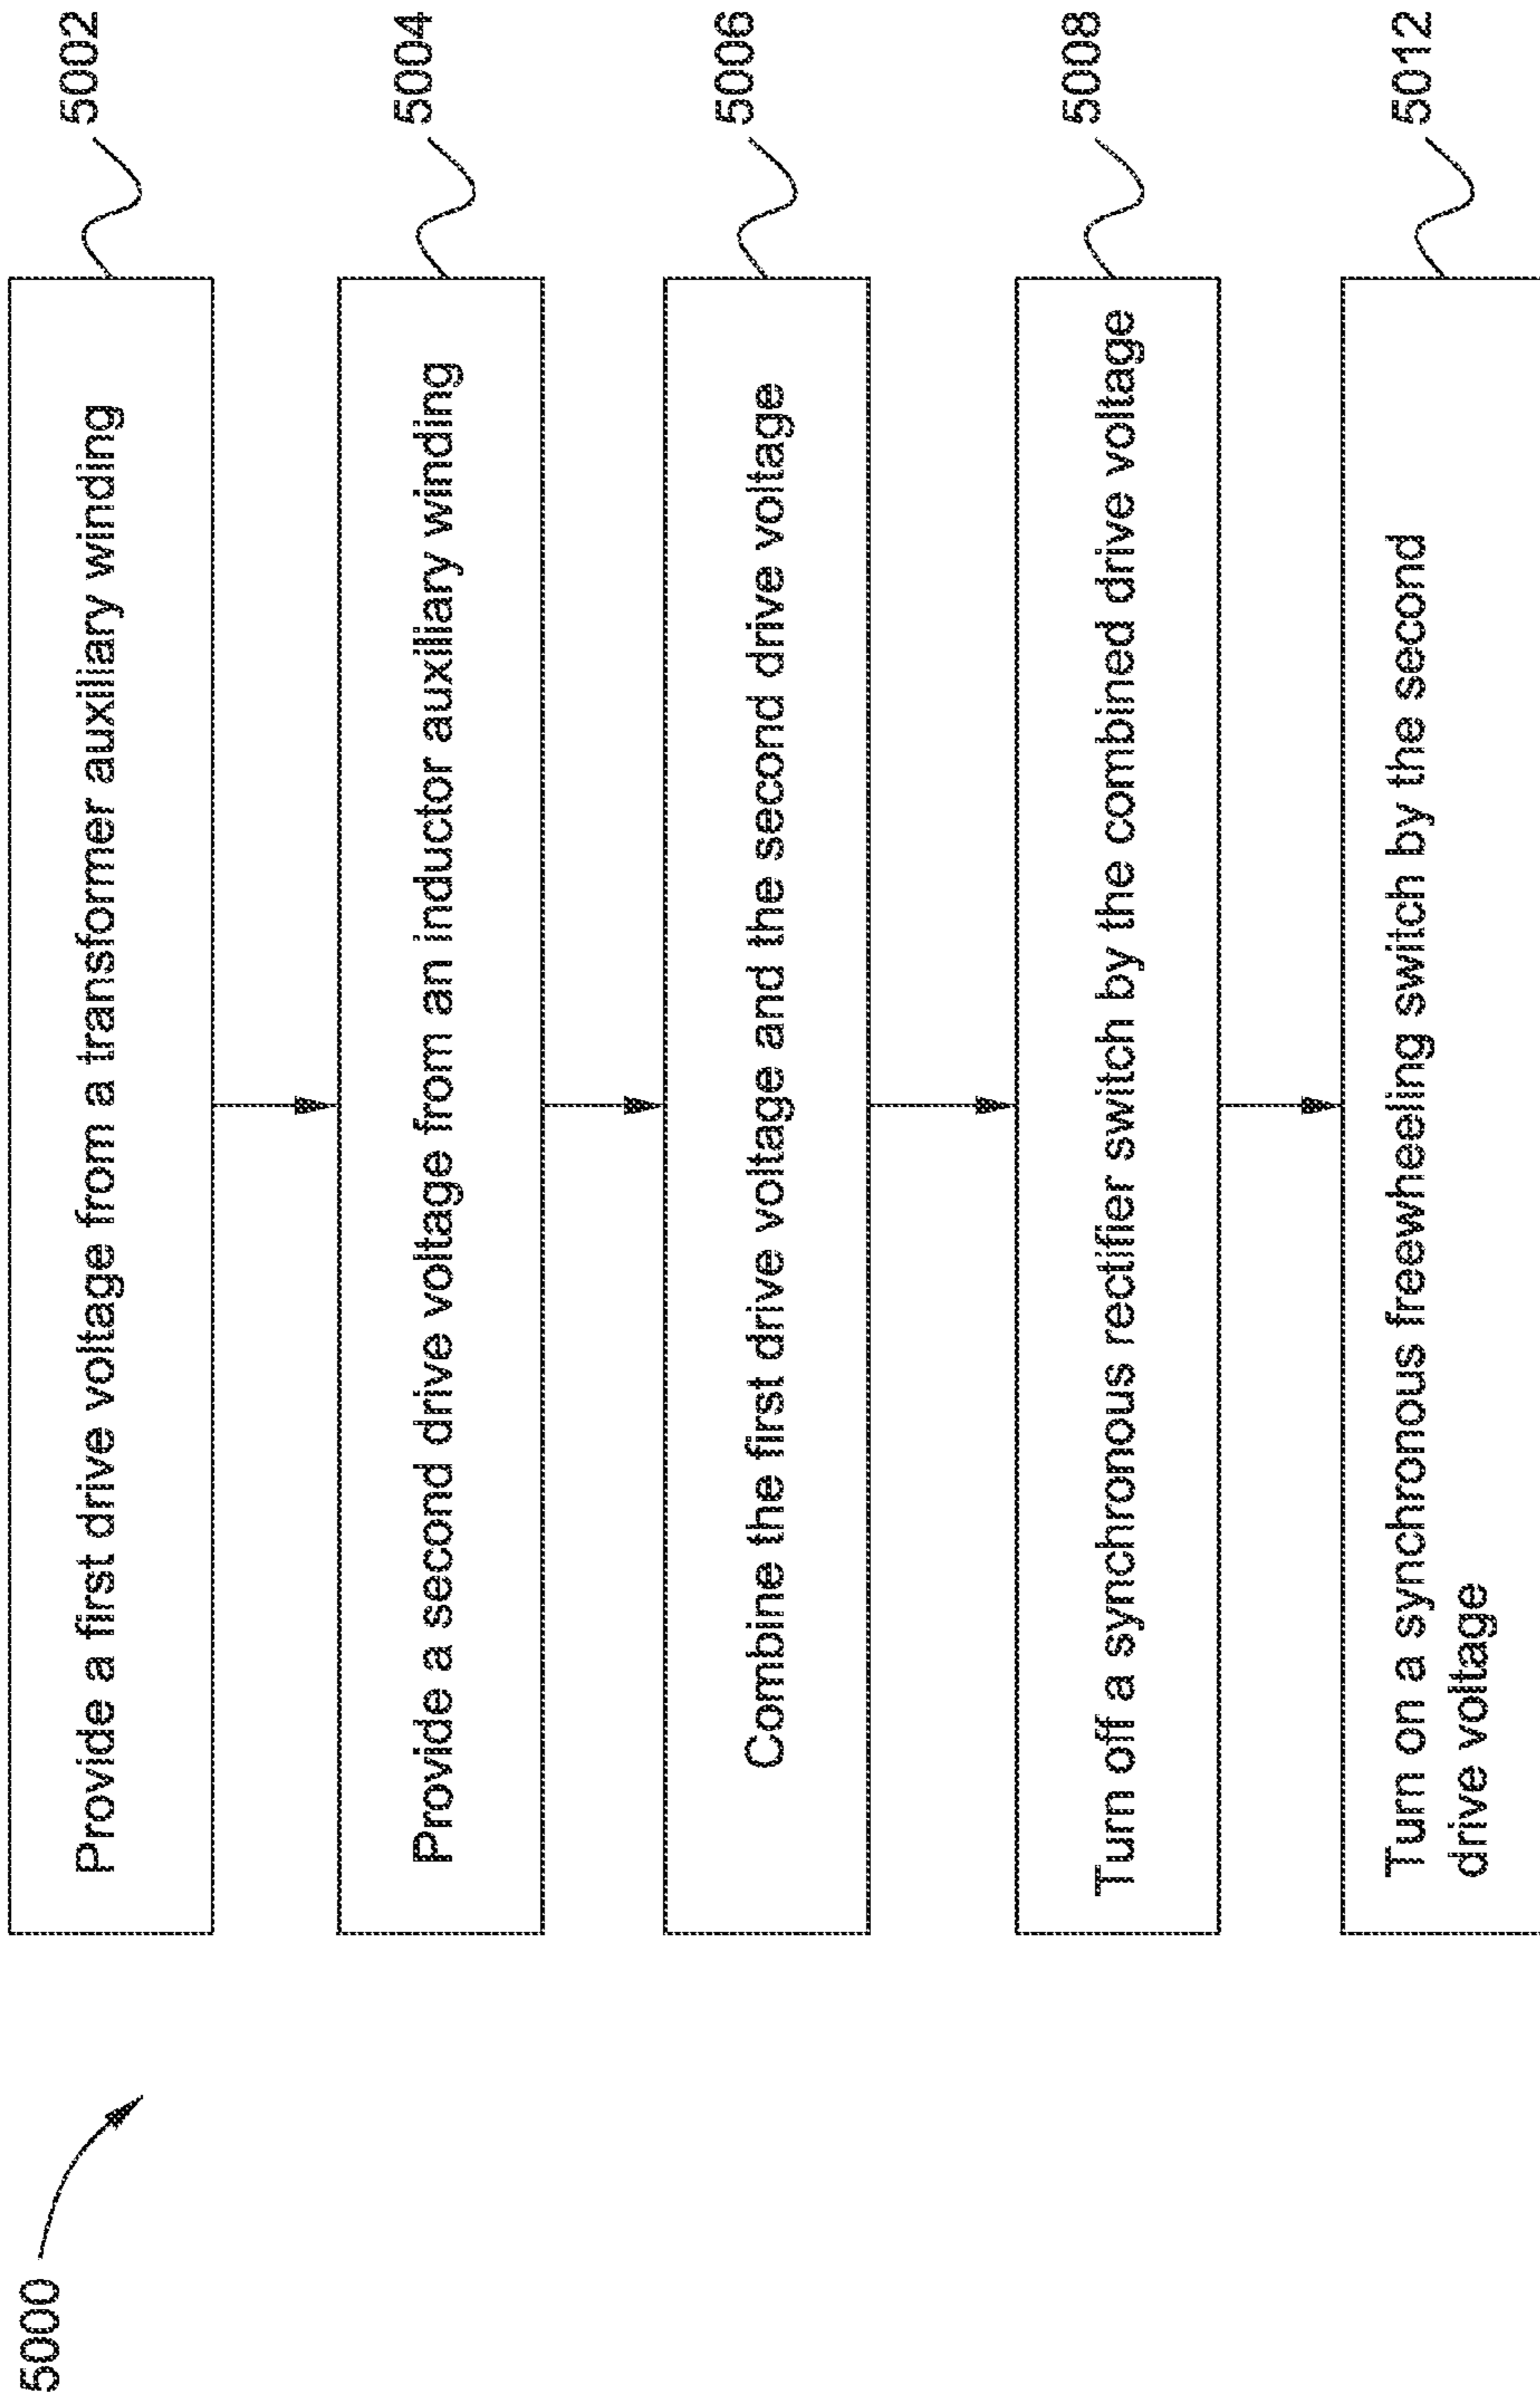 5000
Provide a first drive voltage from a transformer auxiliary winding
5002
Provide a second drive voltage from an inductor auxiliary winding
5004
Combine the first drive voltage and the second drive voltage
5006
Turn off a synchronous rectifier switch by the combined drive voltage
5008
Turn on a synchronous freewheeling switch by the second
drive voltage
5012